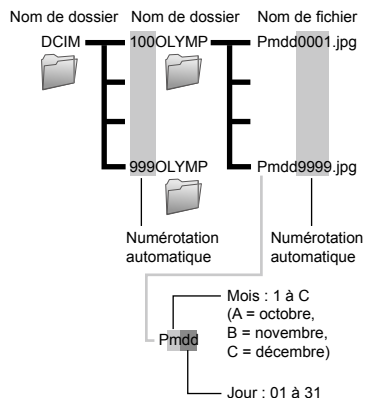 Nom de dossier Nom de dossier Nom de fichier
DCIM 100OLYMP Pmdd0001.jpg
999OLYMP Pmdd9999.jpg
Numérotation automatique
Numérotation automatique
Mois : 1 à C
(A = octobre,
B = novembre,
C = décembre)
Pmdd
Jour : 01 à 31